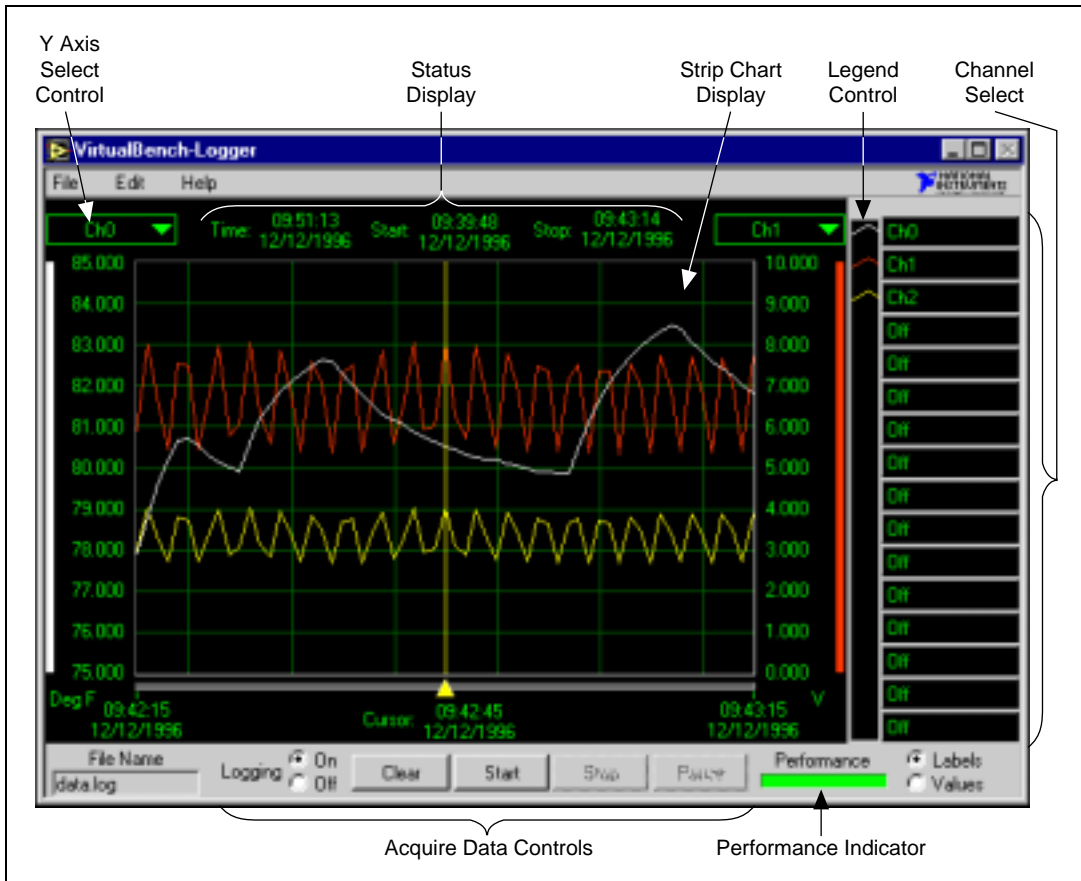 Y Axis
Select
Control
Status
Display
Strip Chart
Display
Legend
Control
Channel
Select
VirtualBench-Logger
File Edit Help
NATIONAL
INSTRUMENTS
Ch0
Time: 09:51:13
12/12/1996
Start: 09:39:48
12/12/1996
Stop: 09:43:14
12/12/1996
Ch1
Ch0
Ch1
Ch2
Off
Off
Off
Off
Off
Off
Off
Off
Off
Off
Off
Off
Off
85.000
84.000
83.000
82.000
81.000
80.000
79.000
78.000
77.000
76.000
75.000
10.000
9.000
8.000
7.000
6.000
5.000
4.000
3.000
2.000
1.000
0.000
Deg F
V
09:42:15
12/12/1996
Cursor: 09:42:45
12/12/1996
09:43:15
12/12/1996
File Name
data.log
Logging
On
Off
Clear
Start
Stop
Pause
Performance
Labels
Values
Acquire Data Controls
Performance Indicator